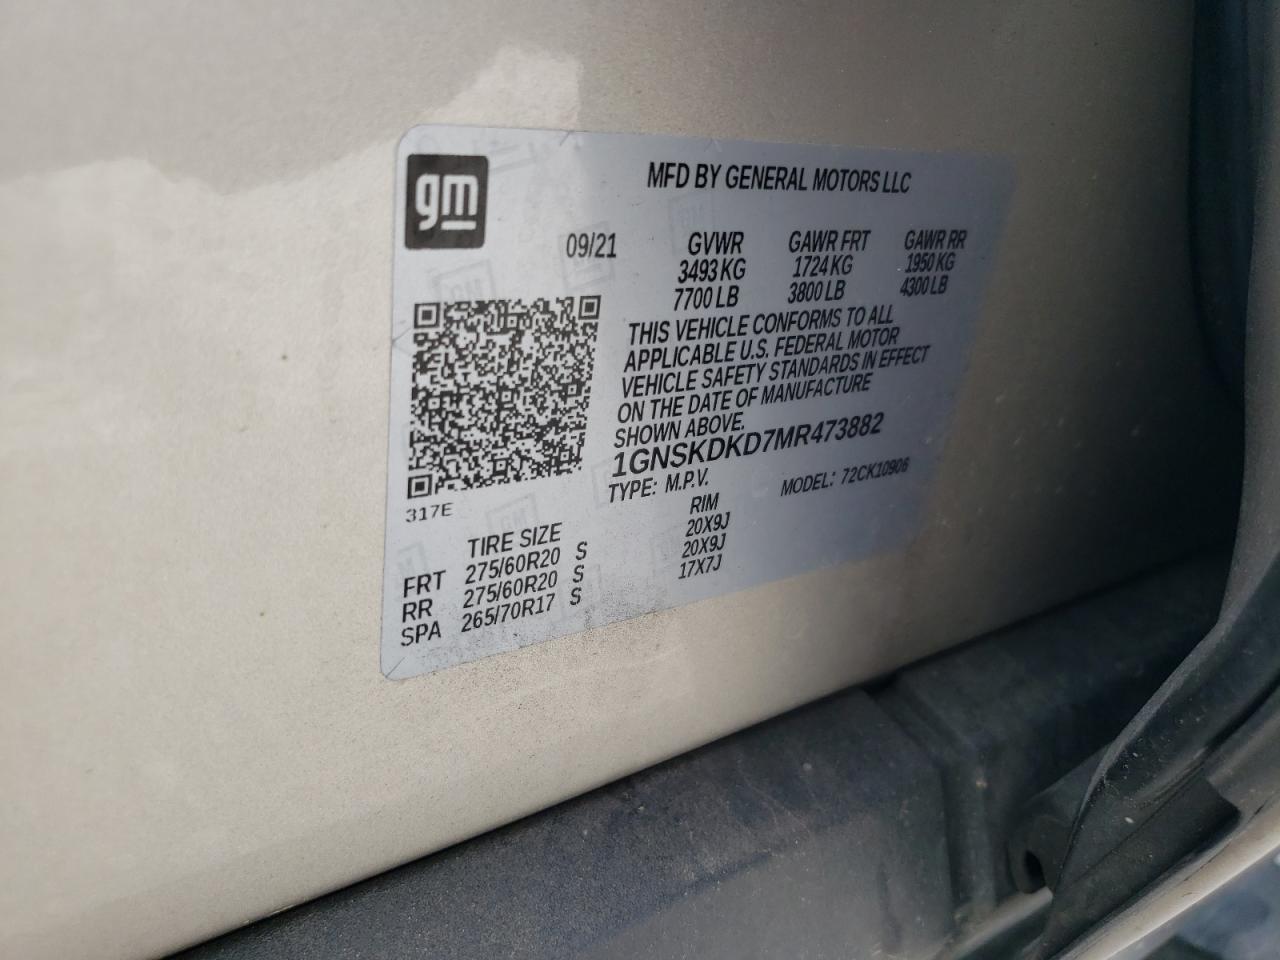 gm
MFD BY GENERAL MOTORS LLC
09/21 GVWR GAWR FRT GAWR RR
3493 KG 1724 KG 1950 KG
7700 LB 3800 LB 4300 LB
THIS VEHICLE CONFORMS TO ALL
APPLICABLE U.S. FEDERAL MOTOR
VEHICLE SAFETY STANDARDS IN EFFECT
ON THE DATE OF MANUFACTURE
SHOWN ABOVE.
1GNSKDKD7MR473882
TYPE: M.P.V. MODEL: 72CK10906
317E
TIRE SIZE RIM
FRT 275/60R20 S 20X9J
RR 275/60R20 S 20X9J
SPA 265/70R17 S 17X7J